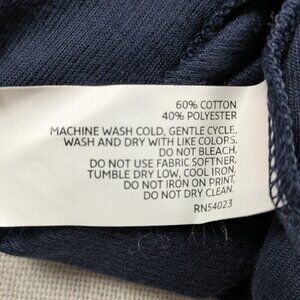 60% COTTON
40% POLYESTER
MACHINE WASH COLD, GENTLE CYCLE,
WASH AND DRY WITH LIKE COLORS,
DO NOT BLEACH,
DO NOT USE FABRIC SOFTNER,
TUMBLE DRY LOW, COOL IRON,
DO NOT IRON ON PRINT,
DO NOT DRY CLEAN.
RN54023